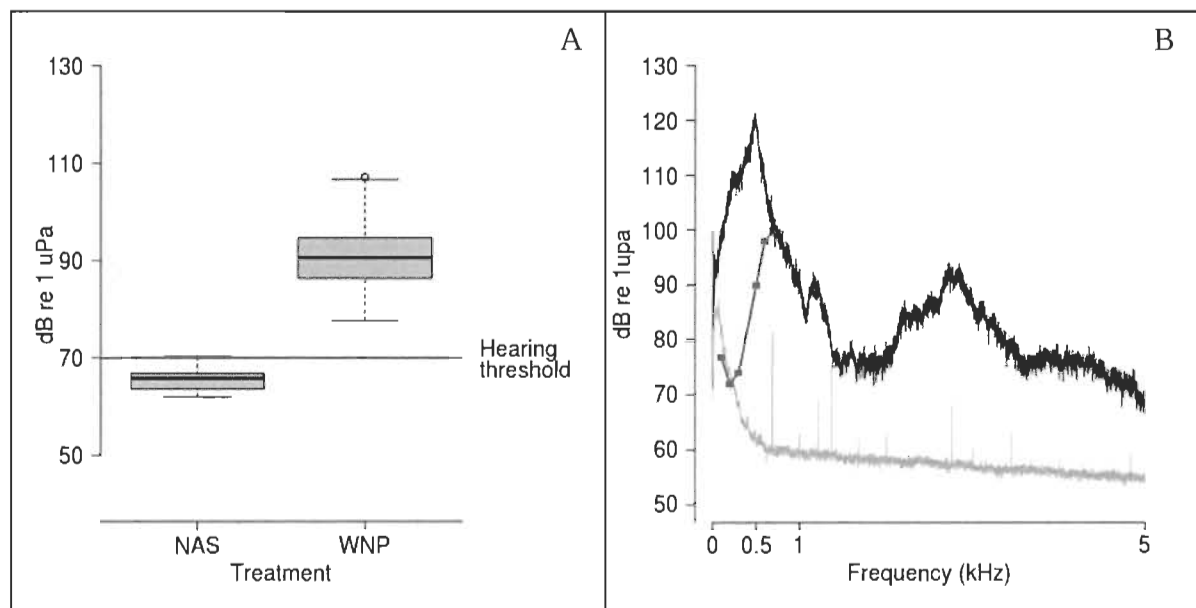 A
dB re 1 uPa
130
110
90
70
50
Hearing
threshold
NAS WNP
Treatment
B
dB re 1upa
130
120
110
100
90
80
70
60
50
0 0.5 1 5
Frequency (kHz)